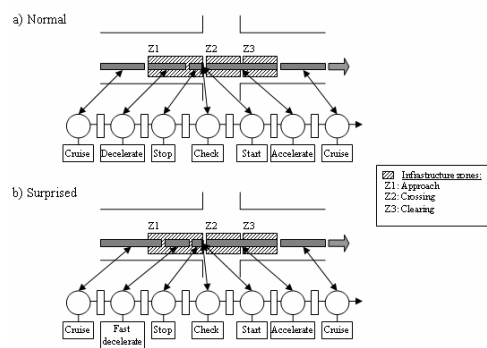 a) Normal
Z1 Z2 Z3
Cruise Decelerate Stop Check Start Accelerate Cruise
b) Surprised
Z1 Z2 Z3
Cruise Fast decelerate Stop Check Start Accelerate Cruise
Infrastructure zones:
Z1: Approach
Z2: Crossing
Z3: Clearing